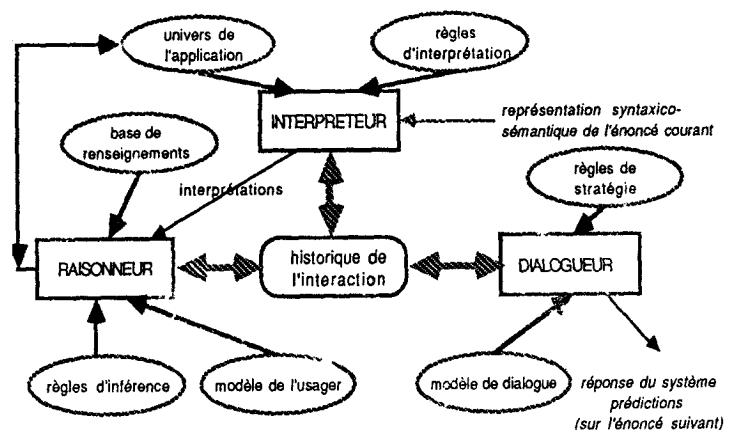 univers de
l'application
règles
d'interprétation
INTERPRETEUR
représentation syntaxico-
sémantique de l'énoncé courant
base de
renseignements
interprétations
règles de
stratégie
RAISONNEUR
historique de
l'interaction
DIALOGUEUR
règles d'inférence
modèle de l'usager
modèle de dialogue
réponse du système
prédictions
(sur l'énoncé suivant)